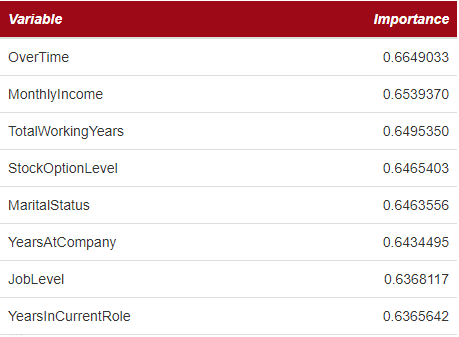 Variable Importance
OverTime 0.6649033
MonthlyIncome 0.6539370
TotalWorkingYears 0.6495350
StockOptionLevel 0.6465403
MaritalStatus 0.6463556
YearsAtCompany 0.6434495
JobLevel 0.6368117
YearsInCurrentRole 0.6365642